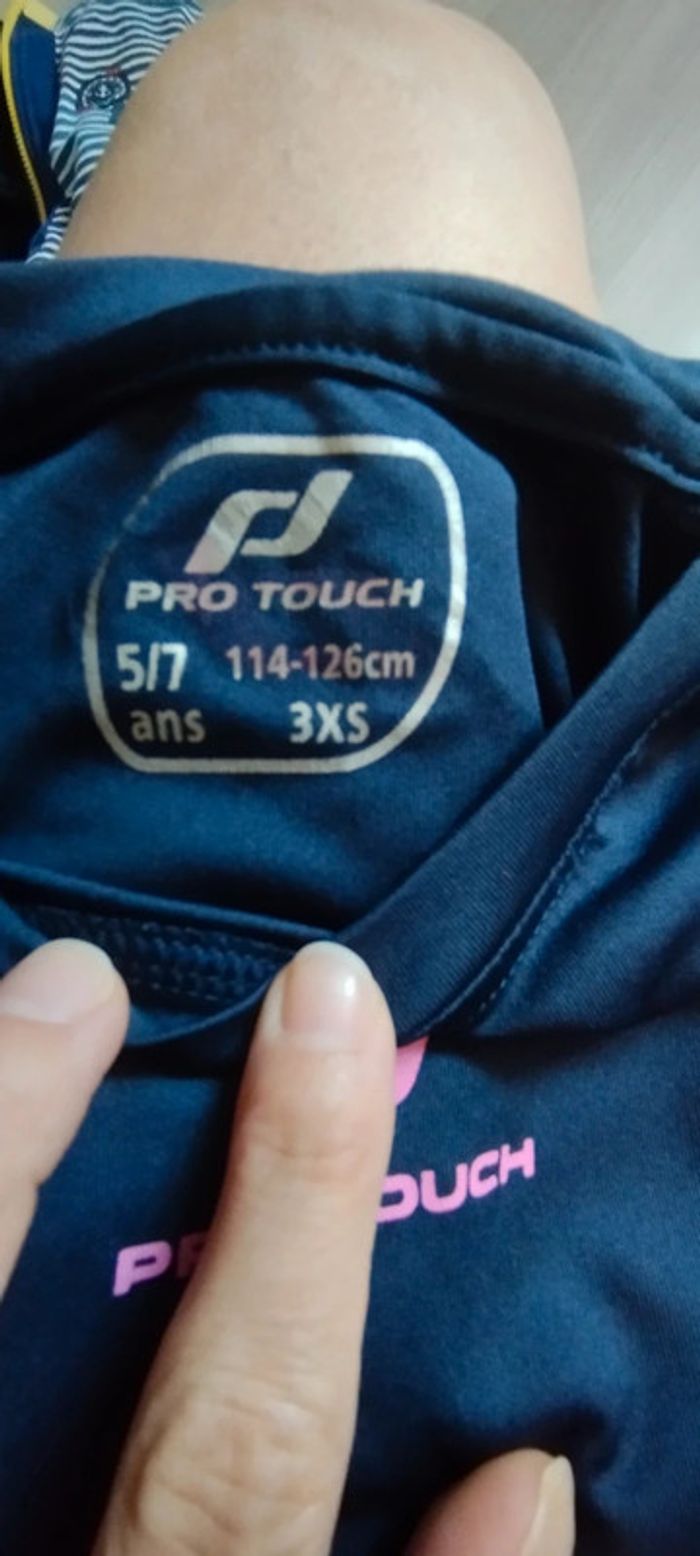 PRO TOUCH
5/7 114-126cm
ans 3XS
OUCH